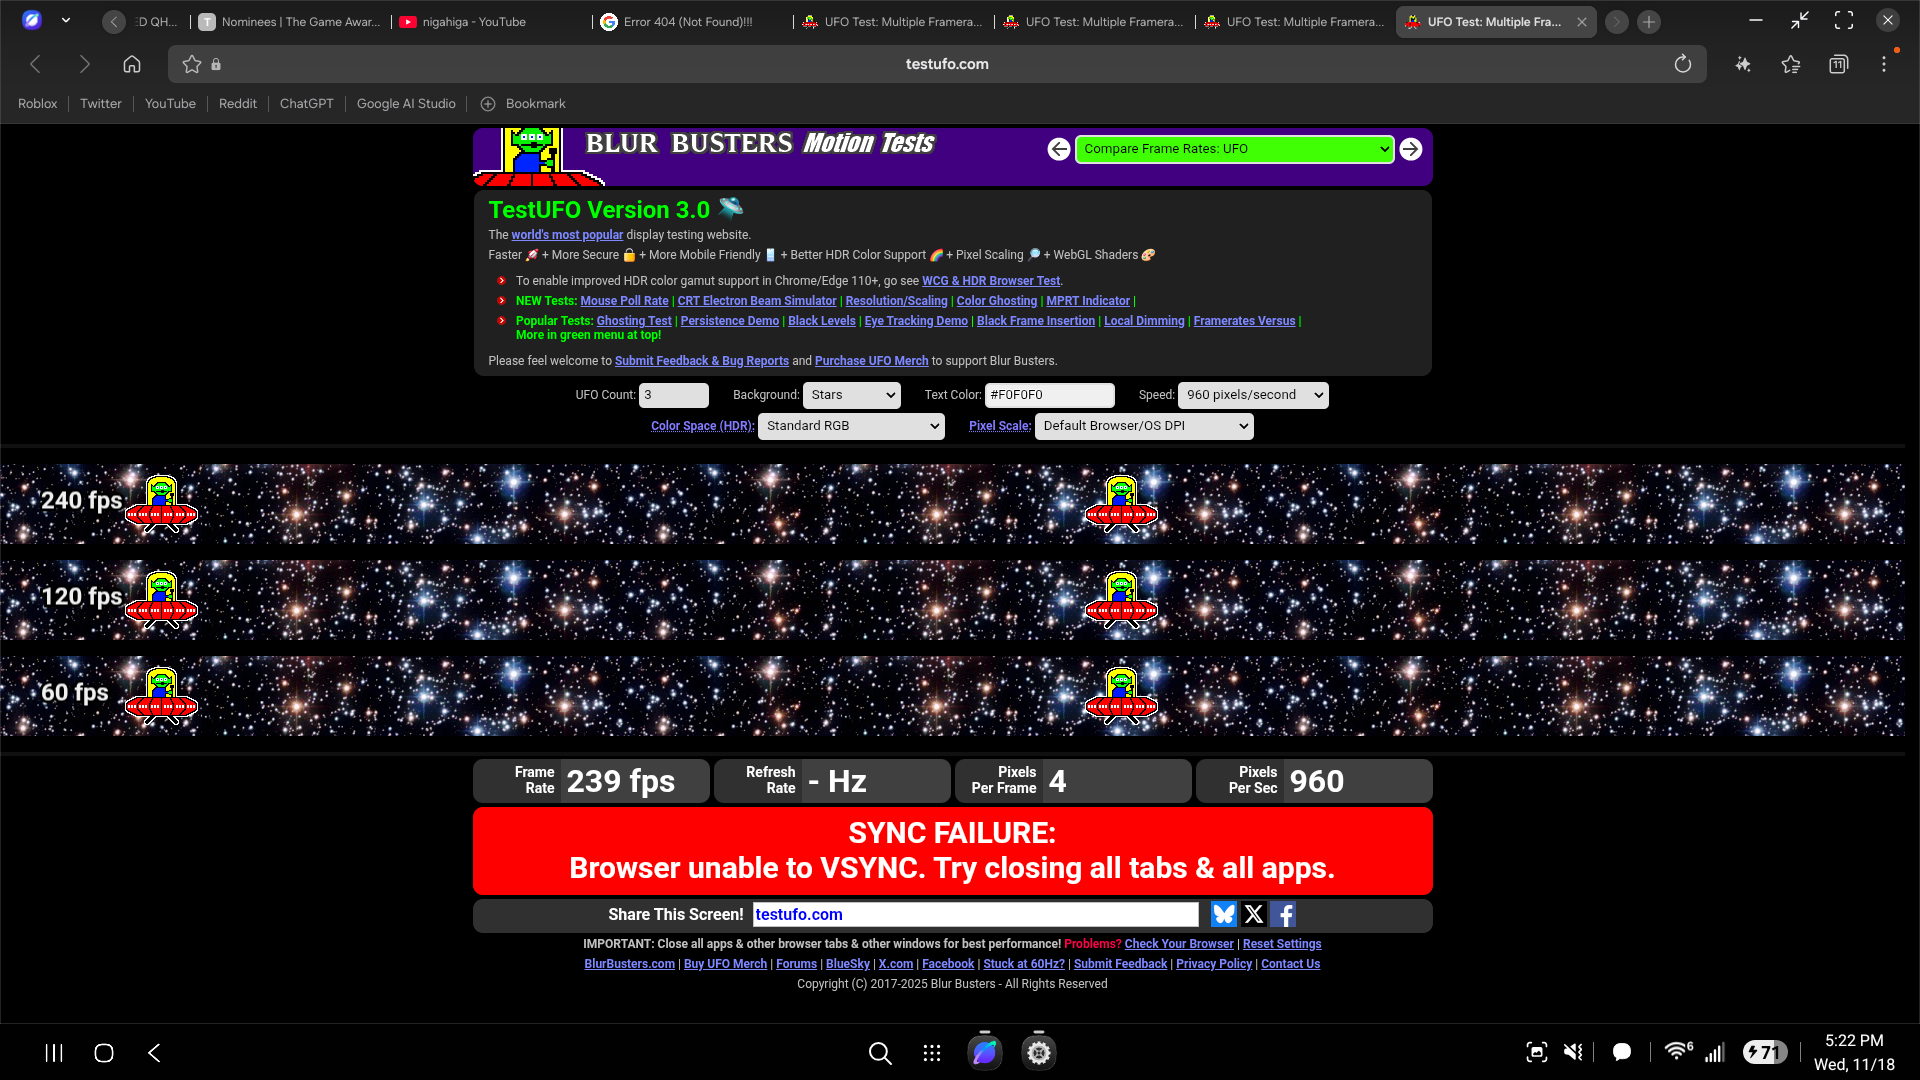 ED QH...
Nominees | The Game Awar...
nigahiga - YouTube
Error 404 (Not Found)!!!
UFO Test: Multiple Framera...
UFO Test: Multiple Framera...
UFO Test: Multiple Framera...
UFO Test: Multiple Fra...
testufo.com
11
Roblox
Twitter
YouTube
Reddit
ChatGPT
Google AI Studio
Bookmark
BLUR BUSTERS Motion Tests
Compare Frame Rates: UFO
TestUFO Version 3.0
The world's most popular display testing website.
Faster 🚀 + More Secure 🔒 + More Mobile Friendly 📱 + Better HDR Color Support 🌈 + Pixel Scaling 🔎 + WebGL Shaders 🎨
To enable improved HDR color gamut support in Chrome/Edge 110+, go see WCG & HDR Browser Test.
NEW Tests: Mouse Poll Rate | CRT Electron Beam Simulator | Resolution/Scaling | Color Ghosting | MPRT Indicator |
Popular Tests: Ghosting Test | Persistence Demo | Black Levels | Eye Tracking Demo | Black Frame Insertion | Local Dimming | Framerates Versus |
More in green menu at top!
Please feel welcome to Submit Feedback & Bug Reports and Purchase UFO Merch to support Blur Busters.
UFO Count: 3 Background: Stars Text Color: #F0F0F0 Speed: 960 pixels/second
Color Space (HDR): Standard RGB Pixel Scale: Default Browser/OS DPI
240 fps
120 fps
60 fps
Frame Rate 239 fps
Refresh Rate - Hz
Pixels Per Frame 4
Pixels Per Sec 960
SYNC FAILURE:
Browser unable to VSYNC. Try closing all tabs & all apps.
Share This Screen! testufo.com
IMPORTANT: Close all apps & other browser tabs & other windows for best performance! Problems? Check Your Browser | Reset Settings
BlurBusters.com | Buy UFO Merch | Forums | BlueSky | X.com | Facebook | Stuck at 60Hz? | Submit Feedback | Privacy Policy | Contact Us
Copyright (C) 2017-2025 Blur Busters - All Rights Reserved
6
71
5:22 PM
Wed, 11/18